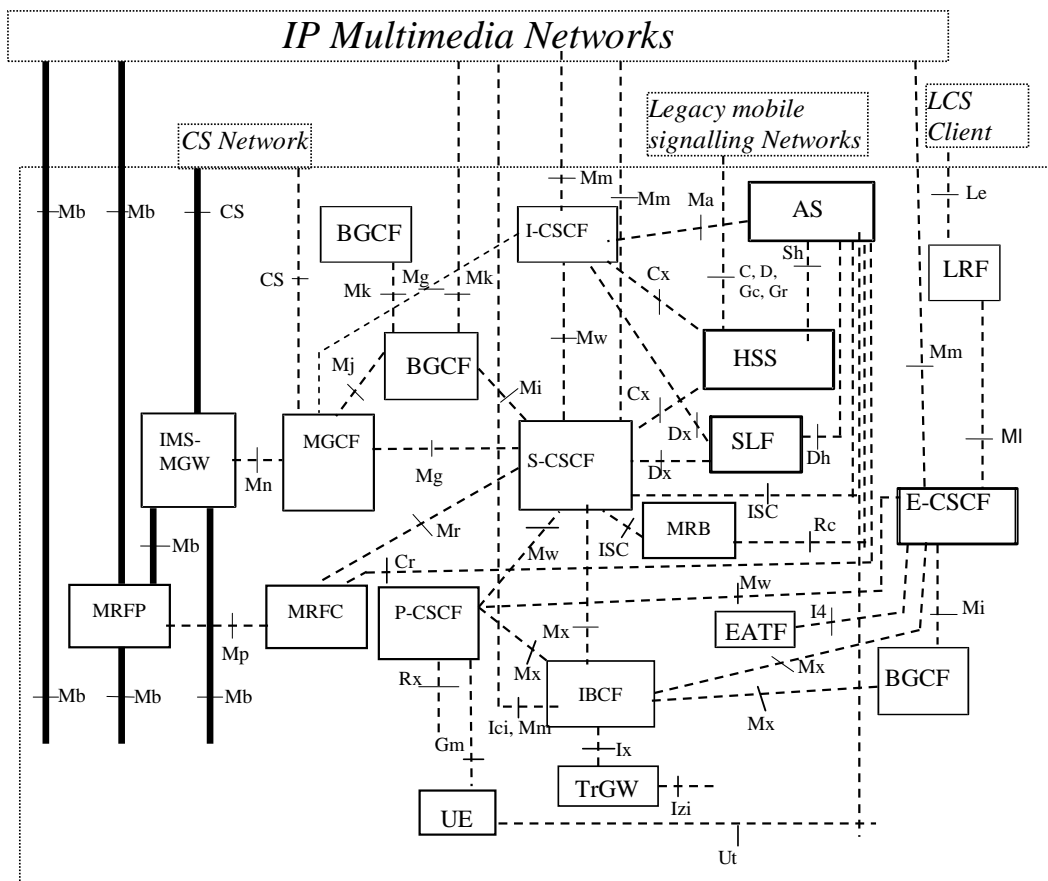 IP Multimedia Networks
CS Network
Legacy mobile
signalling Networks
LCS
Client
Mb
Mb
CS
Mm
Mm
Ma
AS
Le
BGCF
I-CSCF
Sh
LRF
CS
Mk
Mg
Mk
Cx
C, D,
Gc, Gr
Mw
Mm
BGCF
HSS
Mj
Mi
Cx
IMS-
MGW
MGCF
S-CSCF
Dx
SLF
Ml
Mn
Mg
Dx
Dh
E-CSCF
ISC
Mr
MRB
Mb
Mw
ISC
Rc
Cr
Mw
MRFP
MRFC
P-CSCF
I4
Mi
Mp
Mx
EATF
Mx
Mx
Rx
IBCF
BGCF
Mb
Mb
Mb
Ici, Mm
Mx
Gm
Ix
TrGW
Izi
UE
Ut